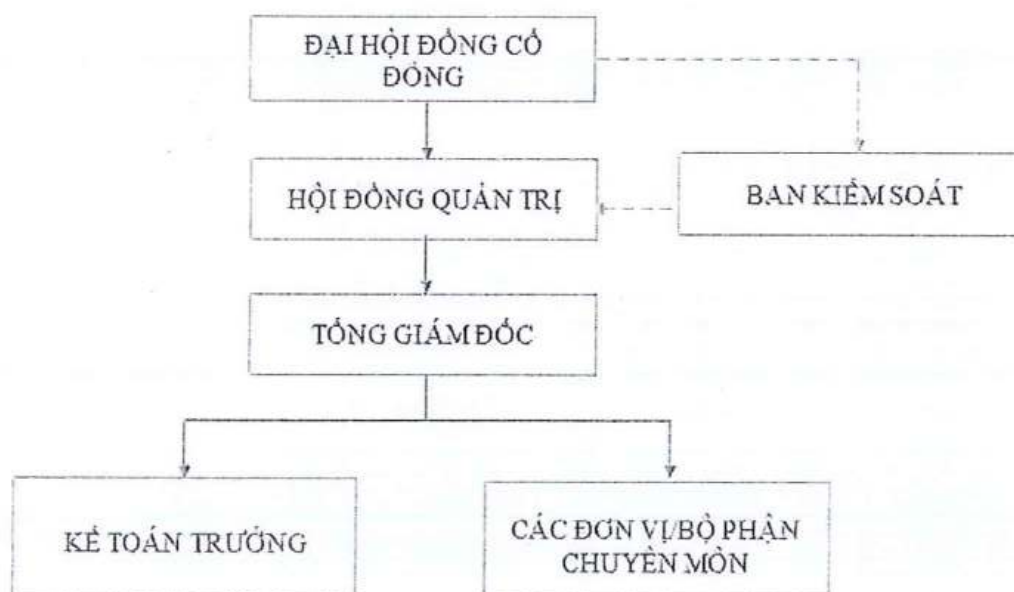 ĐẠI HỘI ĐỒNG CỔ
ĐÔNG
HỘI ĐỒNG QUẢN TRỊ
BAN KIỂM SOÁT
TỔNG GIÁM ĐỐC
KẾ TOÁN TRƯỞNG
CÁC ĐƠN VỊ/BỘ PHẬN
CHUYÊN MÔN